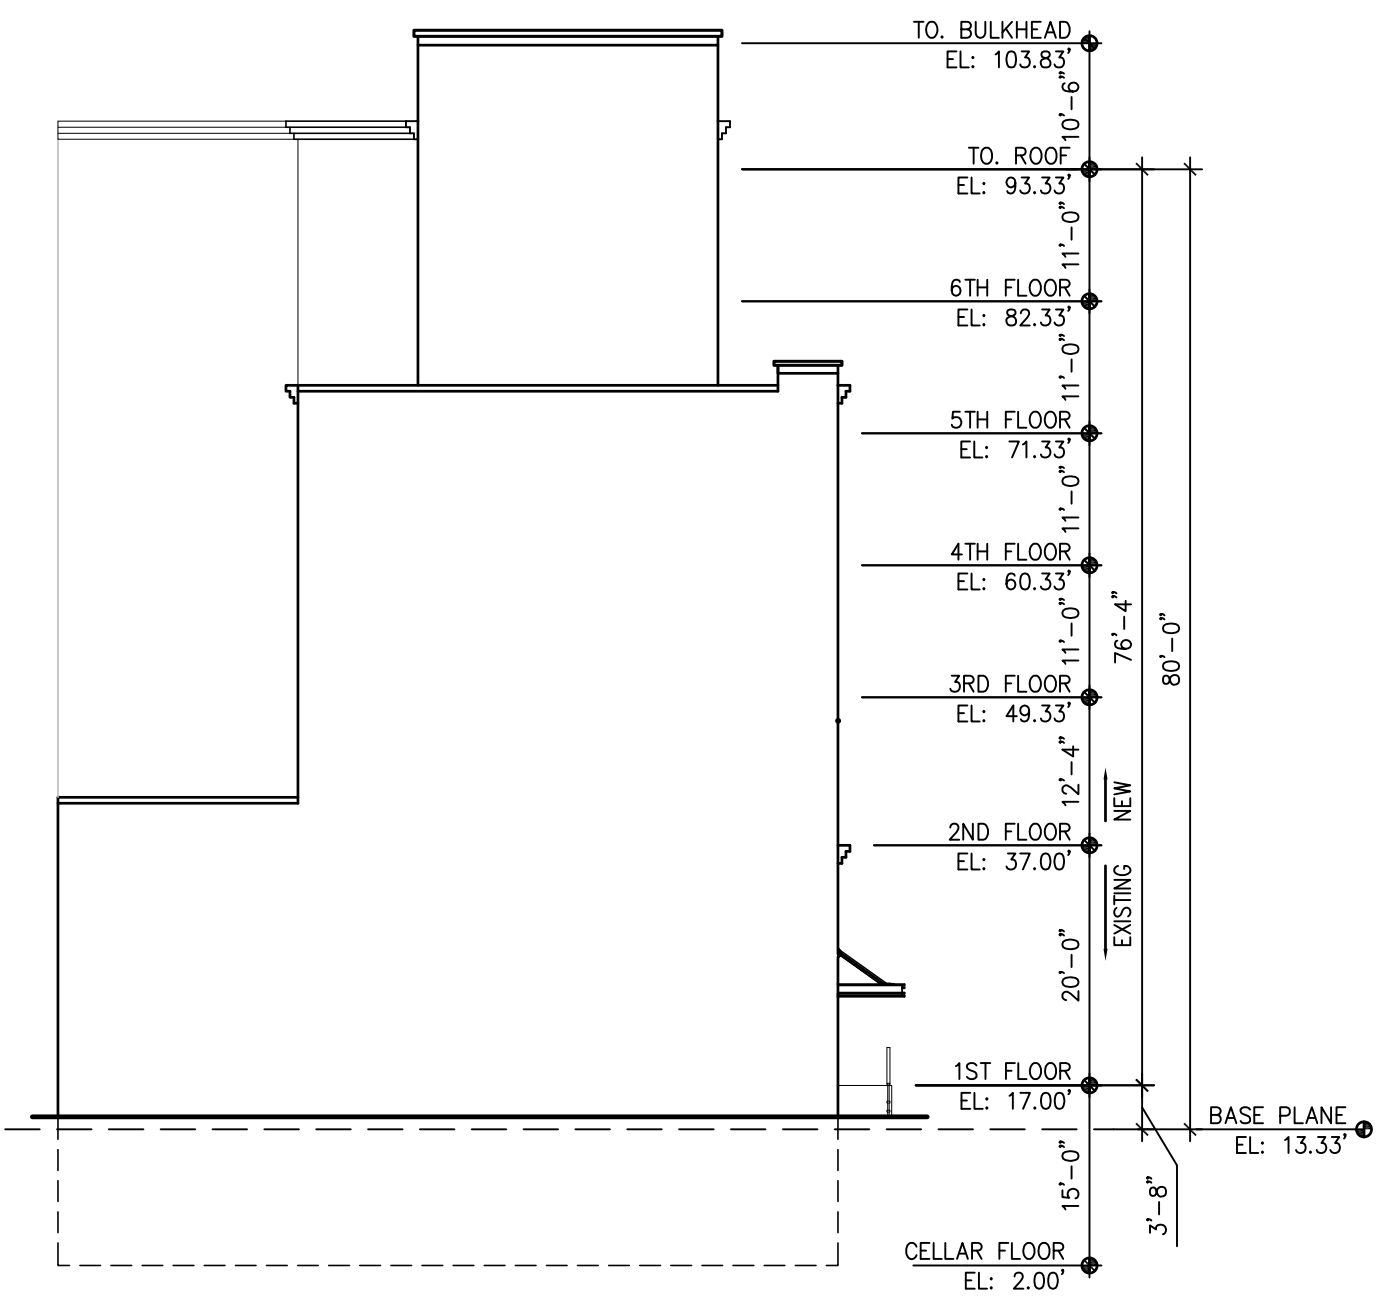 TO. BULKHEAD
EL: 103.83'
10'-6"
TO. ROOF
EL: 93.33'
11'-0"
6TH FLOOR
EL: 82.33'
11'-0"
5TH FLOOR
EL: 71.33'
11'-0"
4TH FLOOR
EL: 60.33'
11'-0"
76'-4"
80'-0"
3RD FLOOR
EL: 49.33'
12'-4"
NEW
2ND FLOOR
EL: 37.00'
EXISTING
20'-0"
1ST FLOOR
EL: 17.00'
BASE PLANE
EL: 13.33'
15'-0"
3'-8"
CELLAR FLOOR
EL: 2.00'